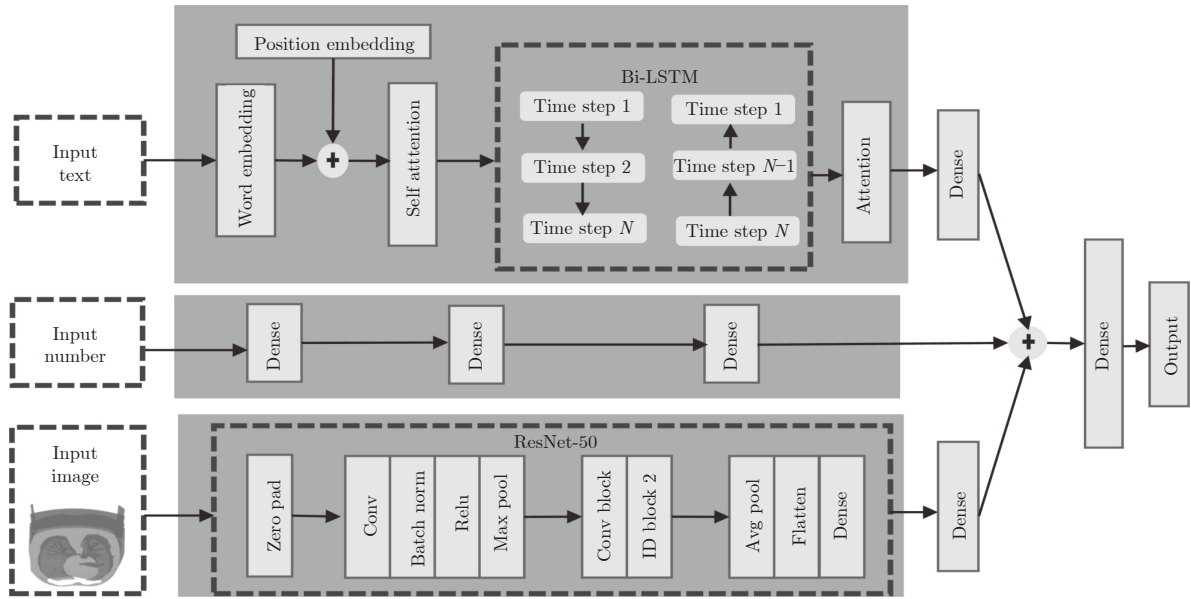 Position embedding
Bi-LSTM
Input
text
Word embedding
Self atttention
Time step 1
Time step 2
Time step N
Time step 1
Time step N–1
Time step N
Attention
Dense
Input
number
Dense
Dense
Dense
Dense
Output
Input
image
ResNet-50
Zero pad
Conv
Batch norm
Relu
Max pool
Conv block
ID block 2
Avg pool
Flatten
Dense
Dense